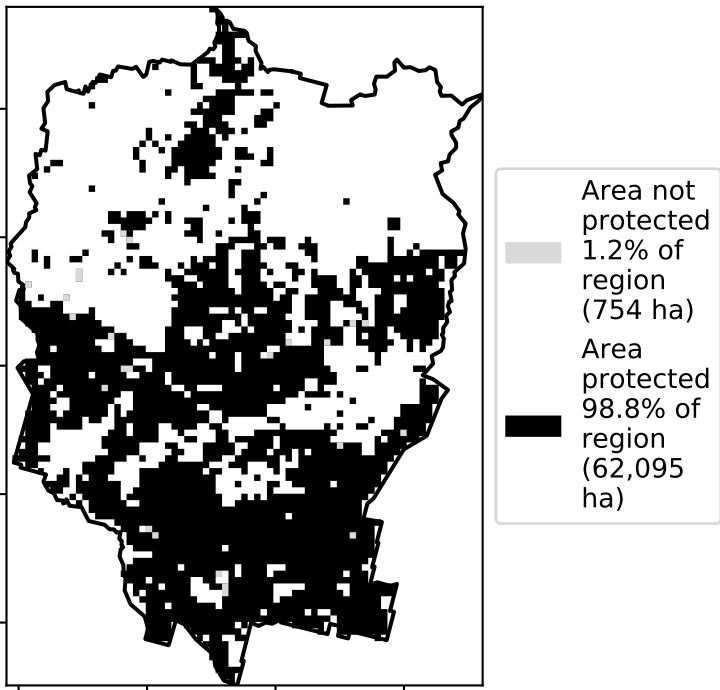 Area not
protected
1.2% of
region
(754 ha)
Area
protected
98.8% of
region
(62,095
ha)